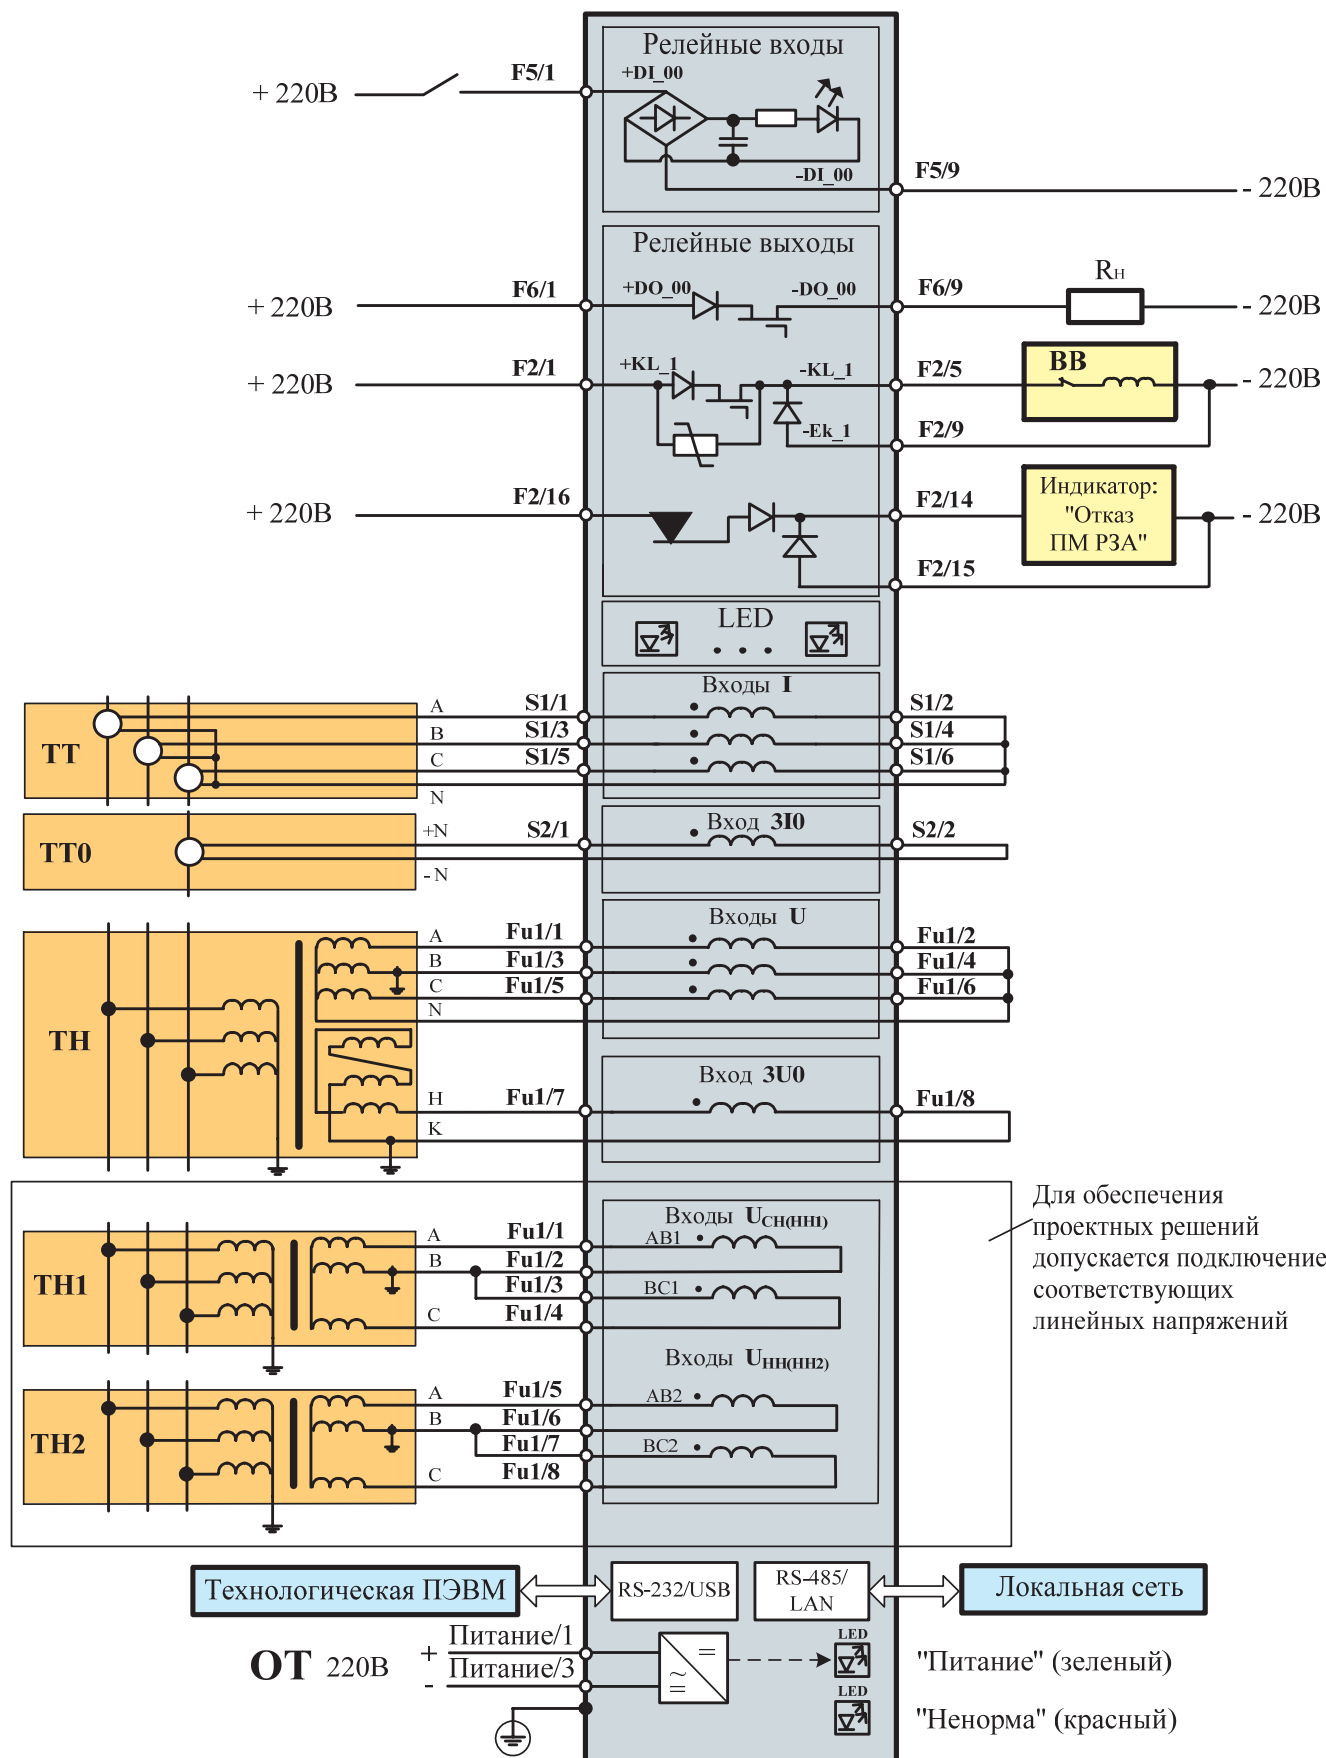 Релейные входы
F5/1
+DI_00
+ 220В
-DI_00
F5/9
- 220В
Релейные выходы
+ 220В
F6/1
+DO_00
-DO_00
F6/9
Rн
- 220В
+ 220В
F2/1
+KL_1
-KL_1
F2/5
ВВ
- 220В
-Ek_1
F2/9
+ 220В
F2/16
F2/14
Индикатор:
"Отказ
ПМ РЗА"
- 220В
F2/15
LED
Входы I
ТТ
A
S1/1
S1/2
B
S1/3
S1/4
C
S1/5
S1/6
N
ТТ0
+N
S2/1
Вход 3I0
S2/2
- N
Входы U
ТН
A
Fu1/1
Fu1/2
B
Fu1/3
Fu1/4
C
Fu1/5
Fu1/6
N
Вход 3U0
Н
Fu1/7
Fu1/8
К
Для обеспечения
проектных решений
допускается подключение
соответствующих
линейных напряжений
Входы UСН(НН1)
ТН1
A
Fu1/1
AB1
B
Fu1/2
Fu1/3
BC1
C
Fu1/4
Входы UНН(НН2)
ТН2
A
Fu1/5
AB2
B
Fu1/6
Fu1/7
BC2
C
Fu1/8
Технологическая ПЭВМ
RS-232/USB
RS-485/
LAN
Локальная сеть
ОТ 220В
+ Питание/1
- Питание/3
= ~ =
LED
"Питание" (зеленый)
LED
"Ненорма" (красный)